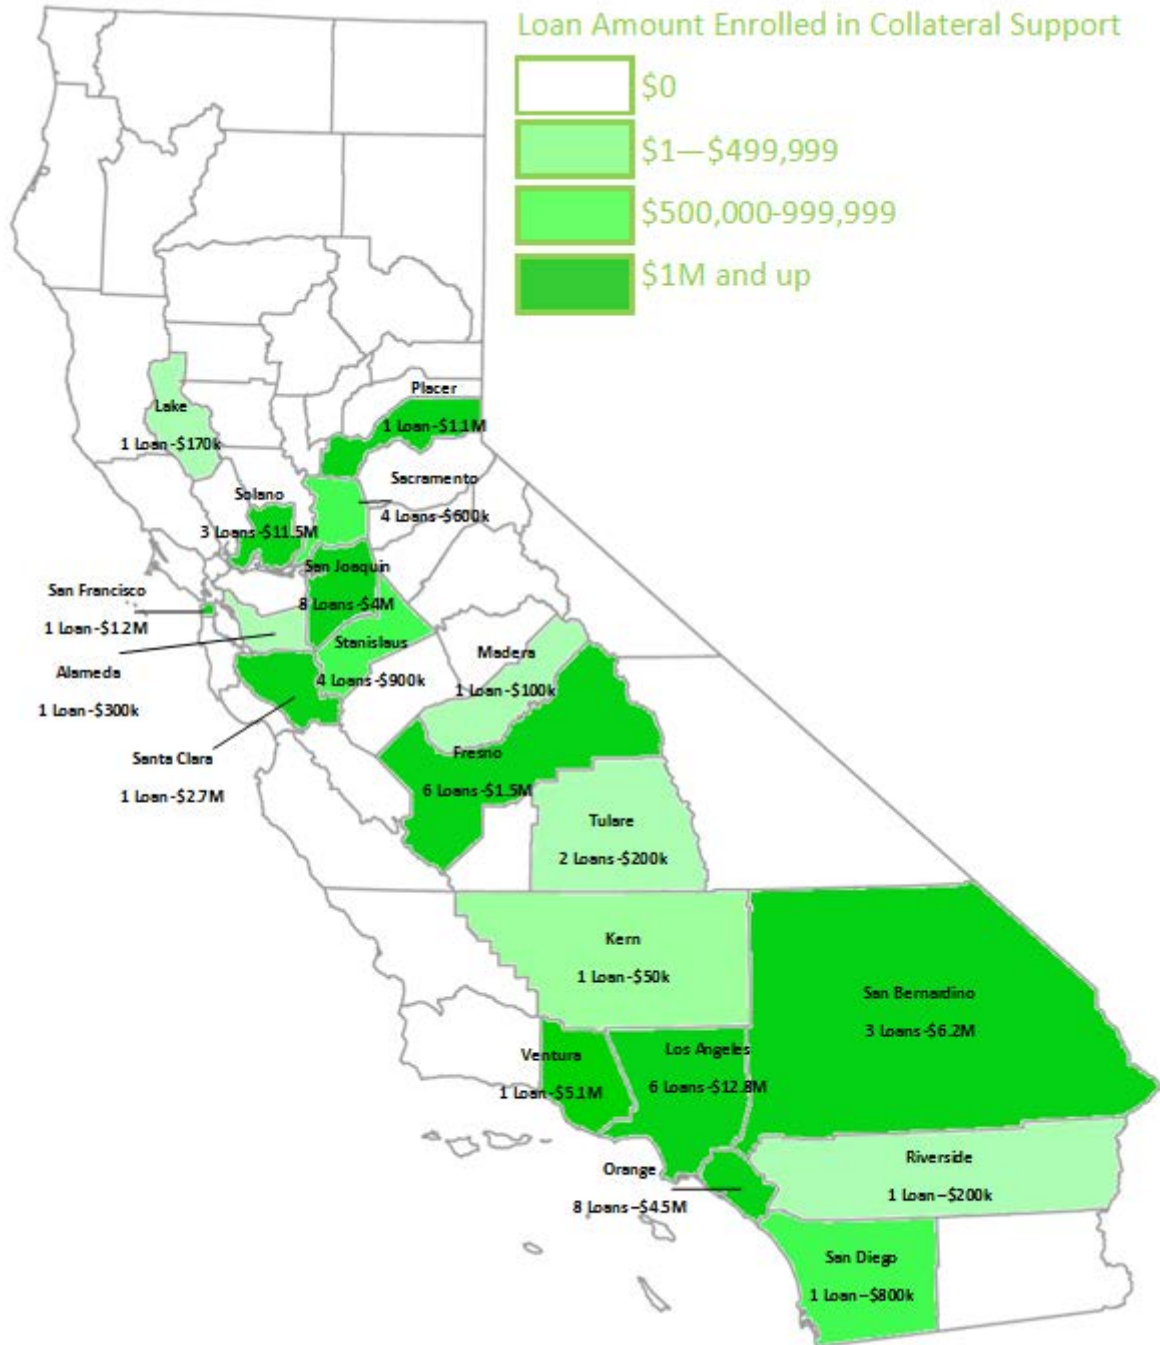 Loan Amount Enrolled in Collateral Support
$0
$1—$499,999
$500,000-999,999
$1M and up
Placer
1 Loan-$1.1M
Lake
1 Loan-$170k
Sacramento
4 Loans-$600k
Solano
3 Loans-$11.5M
San Joaquin
8 Loans-$4M
San Francisco
1 Loan-$1.2M
Stanislaus
4 Loans-$900k
Alameda
1 Loan-$300k
Madera
1 Loan-$100k
Santa Clara
1 Loan-$2.7M
Fresno
6 Loans-$1.5M
Tulare
2 Loans-$200k
Kern
1 Loan-$50k
San Bernardino
3 Loans-$6.2M
Ventura
1 Loan-$5.1M
Los Angeles
6 Loans-$12.8M
Orange
8 Loans–$4.5M
Riverside
1 Loan–$200k
San Diego
1 Loan–$800k